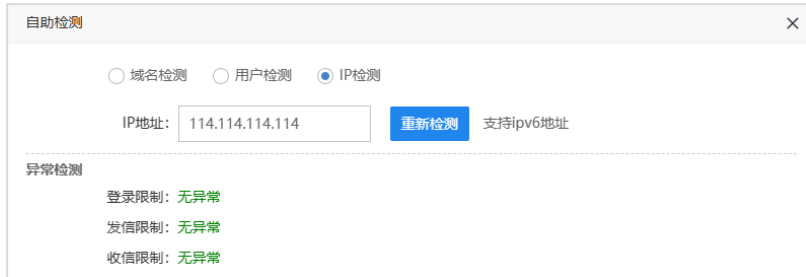 自助检测
域名检测 用户检测 IP检测
IP地址： 114.114.114.114 重新检测 支持ipv6地址
异常检测
登录限制：无异常
发信限制：无异常
收信限制：无异常